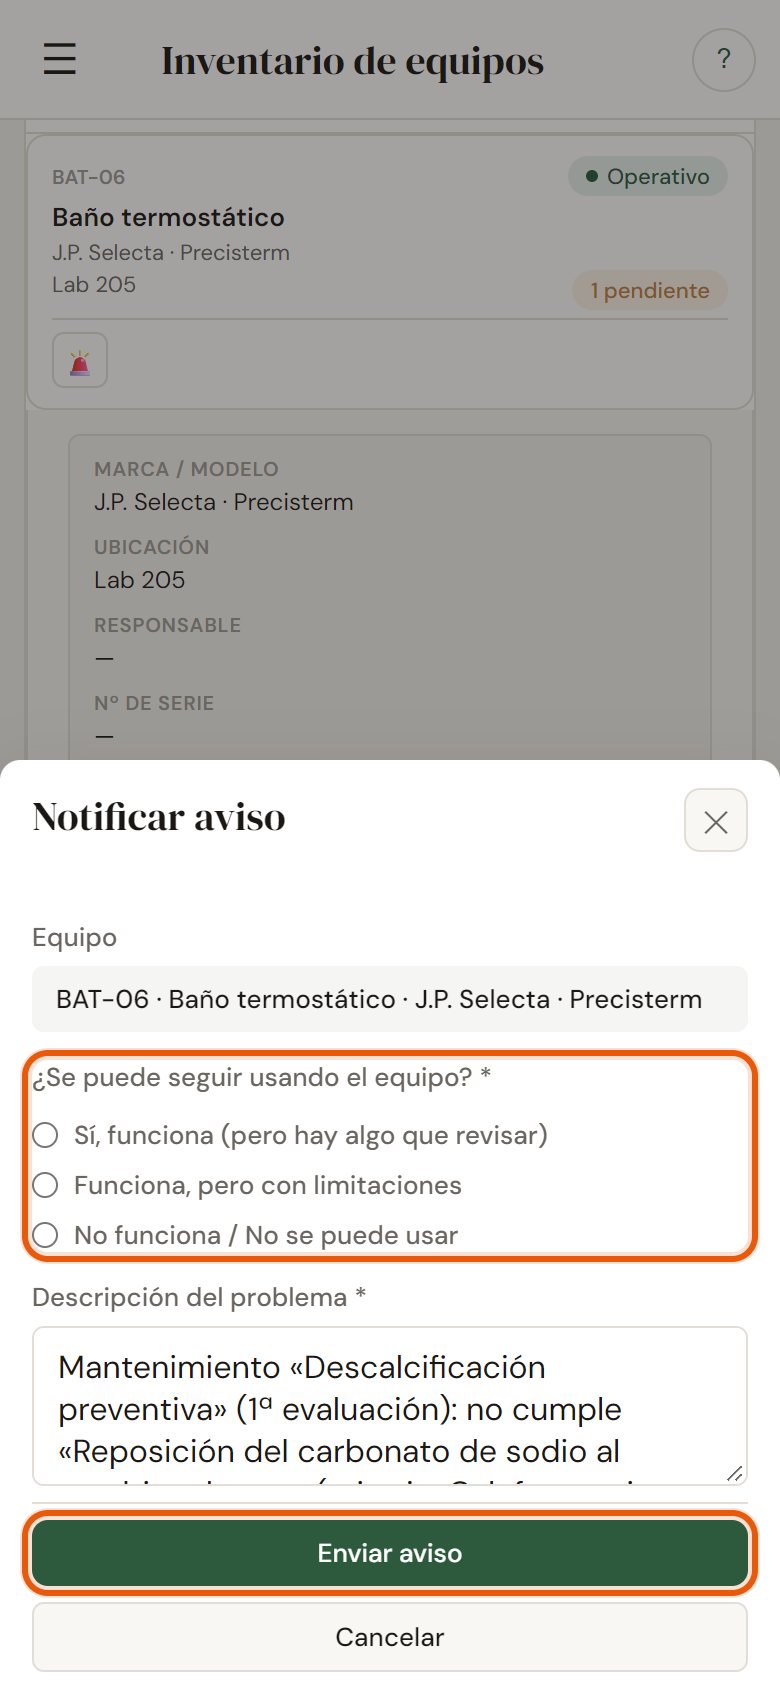 Inventario de equipos
?
BAT-06
Operativo
Baño termostático
J.P. Selecta · Precisterm
Lab 205
1 pendiente
MARCA / MODELO
J.P. Selecta · Precisterm
UBICACIÓN
Lab 205
RESPONSABLE
—
Nº DE SERIE
—
Notificar aviso
Equipo
BAT-06 · Baño termostático · J.P. Selecta · Precisterm
¿Se puede seguir usando el equipo? *
Sí, funciona (pero hay algo que revisar)
Funciona, pero con limitaciones
No funciona / No se puede usar
Descripción del problema *
Mantenimiento «Descalcificación
preventiva» (1ª evaluación): no cumple
«Reposición del carbonato de sodio al
Enviar aviso
Cancelar